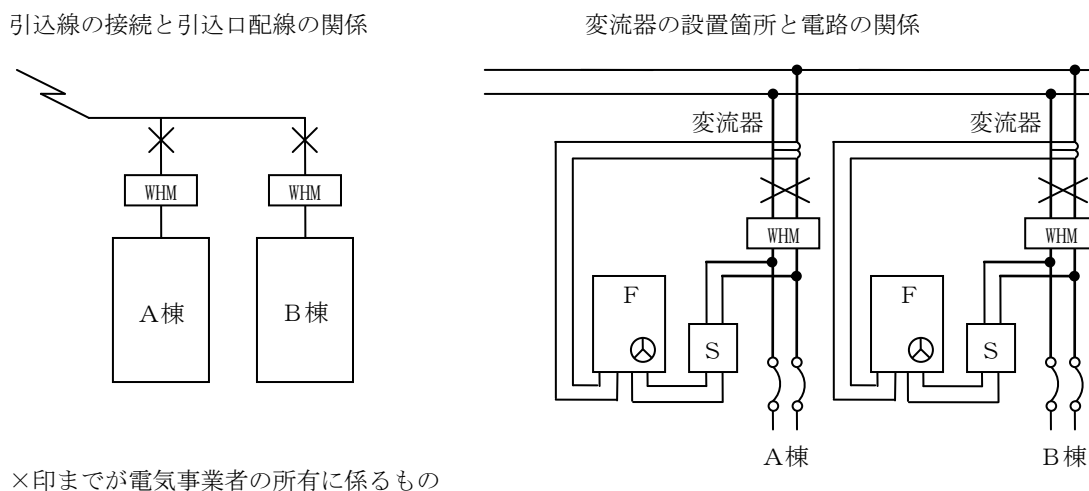 引込線の接続と引込口配線の関係
変流器の設置箇所と電路の関係
変流器
変流器
WHM
WHM
WHM
WHM
A棟
B棟
F
S
F
S
A棟
B棟
×印までが電気事業者の所有に係るもの